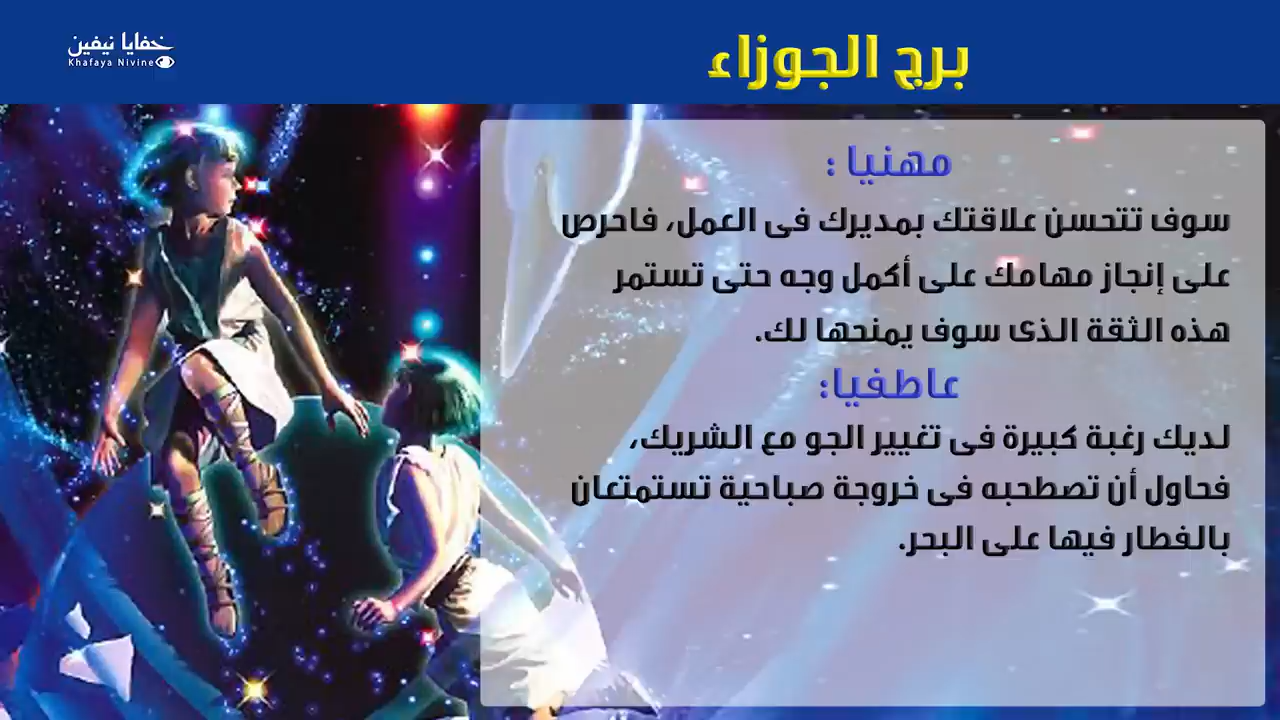 خفايا نيفين
Khafaya Nivine
برج الجوزاء
مهنيا :
سوف تتحسن علاقتك بمديرك فى العمل، فاحرص
على إنجاز مهامك على أكمل وجه حتى تستمر
هذه الثقة الذى سوف يمنحها لك.
عاطفيا:
لديك رغبة كبيرة فى تغيير الجو مع الشريك،
فحاول أن تصطحبه فى خروجة صباحية تستمتعان
بالفطار فيها على البحر.